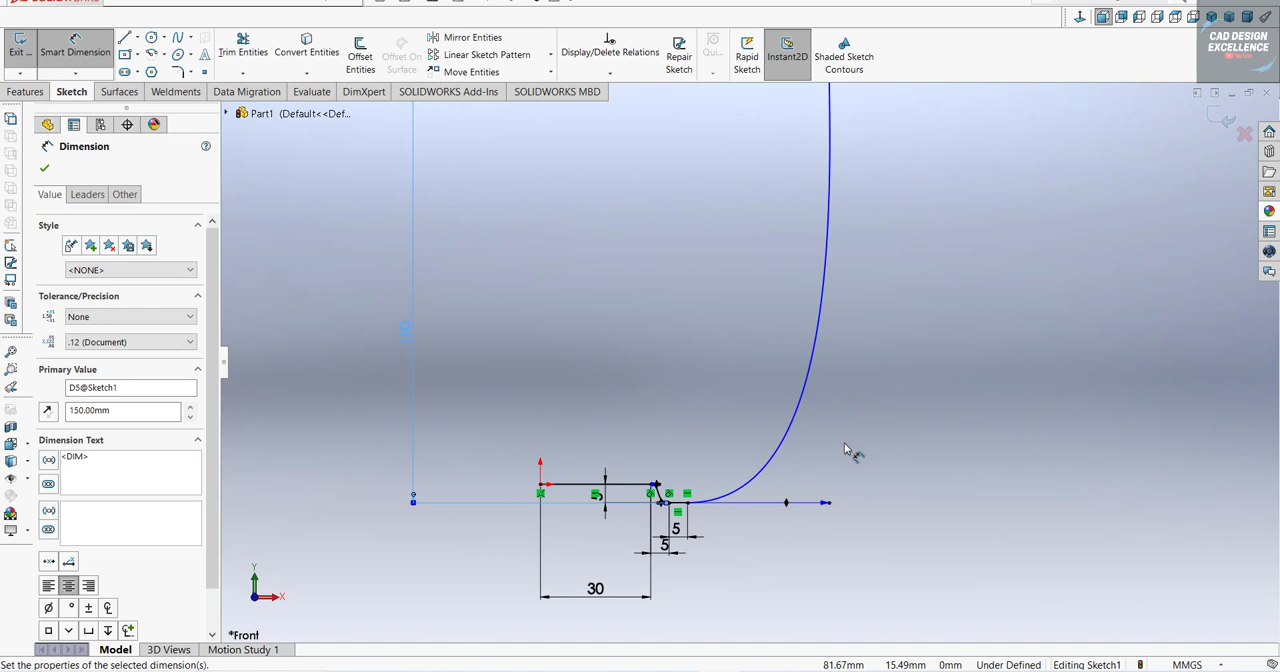 SOLIDWORKS
CAD DESIGN
EXCELLENCE
YouTube
Exit ...
Smart Dimension
Trim Entities
Convert Entities
Offset
Entities
Offset On
Surface
Mirror Entities
Linear Sketch Pattern
Move Entities
Display/Delete Relations
Repair
Sketch
Qui...
Rapid
Sketch
Instant2D
Shaded Sketch
Contours
Features
Sketch
Surfaces
Weldments
Data Migration
Evaluate
DimXpert
SOLIDWORKS Add-Ins
SOLIDWORKS MBD
Part1 (Default<<Def...
Dimension
Value
Leaders
Other
Style
<NONE>
Tolerance/Precision
None
.12 (Document)
Primary Value
D5@Sketch1
150.00mm
Dimension Text
<DIM>
150
5
5
5
30
Y
X
*Front
Model
3D Views
Motion Study 1
Set the properties of the selected dimension(s).
81.67mm
15.49mm
0mm
Under Defined
Editing Sketch1
MMGS